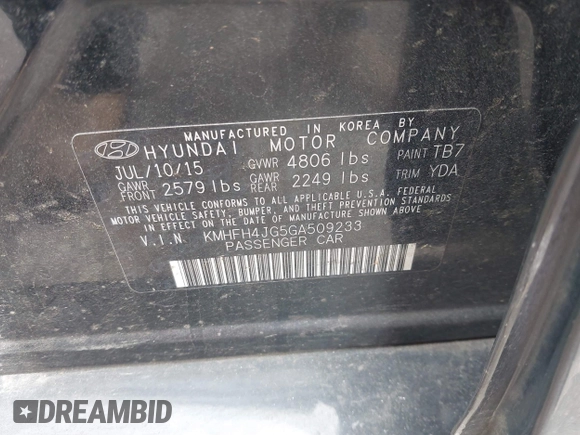 MANUFACTURED IN KOREA BY
HYUNDAI MOTOR COMPANY
JUL/10/15 GVWR 4806 lbs PAINT TB7
GAWR FRONT 2579 lbs GAWR REAR 2249 lbs TRIM YDA
THIS VEHICLE CONFORMS TO ALL APPLICABLE U.S.A. FEDERAL
MOTOR VEHICLE SAFETY, BUMPER, AND THEFT PREVENTION
STANDARDS IN EFFECT ON THE DATE OF MANUFACTURE SHOWN ABOVE.
V.I.N. KMHFH4JG5GA509233
PASSENGER CAR
DREAMBID